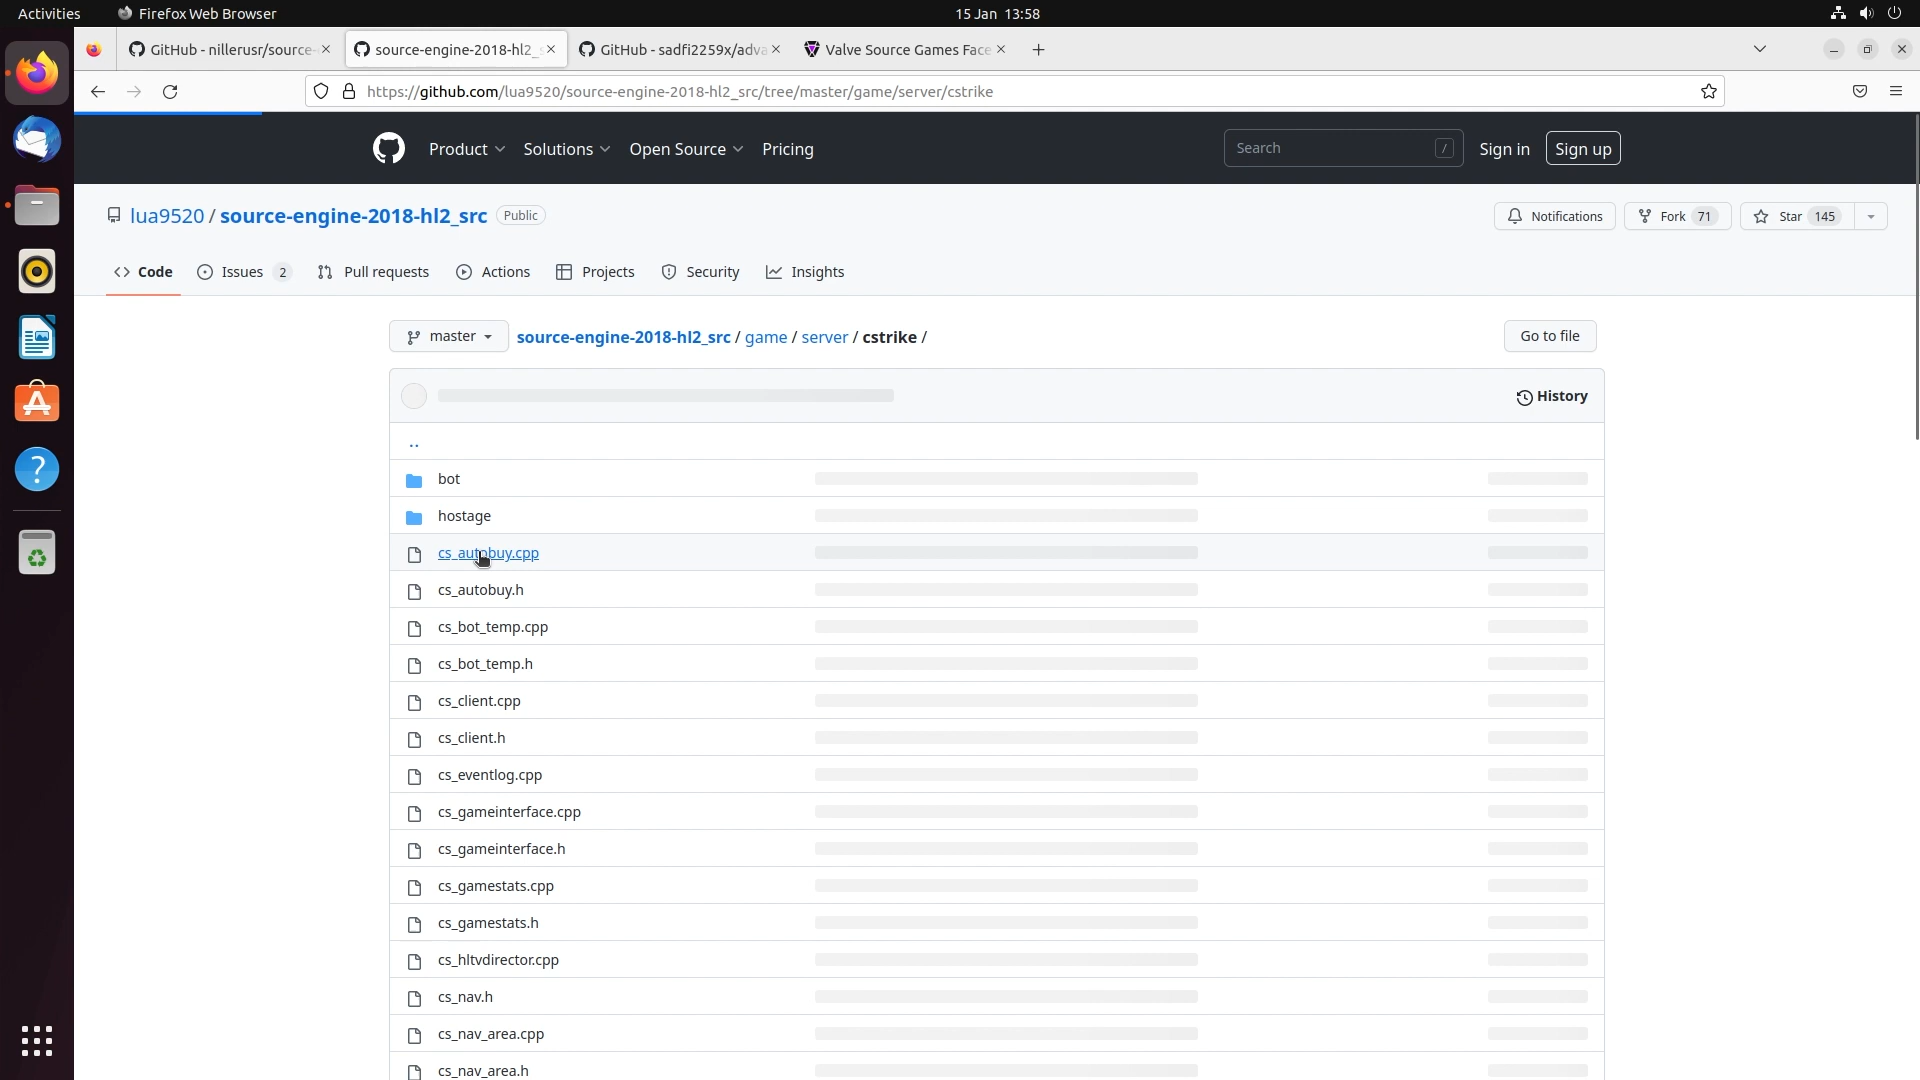 Activities
Firefox Web Browser
15 Jan 13:58
GitHub - nillerusr/source-
source-engine-2018-hl2_
GitHub - sadfi2259x/adva
Valve Source Games Face
https://github.com/lua9520/source-engine-2018-hl2_src/tree/master/game/server/cstrike
Product
Solutions
Open Source
Pricing
Search
/
Sign in
Sign up
lua9520 / source-engine-2018-hl2_src
Public
Notifications
Fork 71
Star 145
Code
Issues 2
Pull requests
Actions
Projects
Security
Insights
master
source-engine-2018-hl2_src / game / server / cstrike /
Go to file
History
..
bot
hostage
cs_autobuy.cpp
cs_autobuy.h
cs_bot_temp.cpp
cs_bot_temp.h
cs_client.cpp
cs_client.h
cs_eventlog.cpp
cs_gameinterface.cpp
cs_gameinterface.h
cs_gamestats.cpp
cs_gamestats.h
cs_hltvdirector.cpp
cs_nav.h
cs_nav_area.cpp
cs_nav_area.h